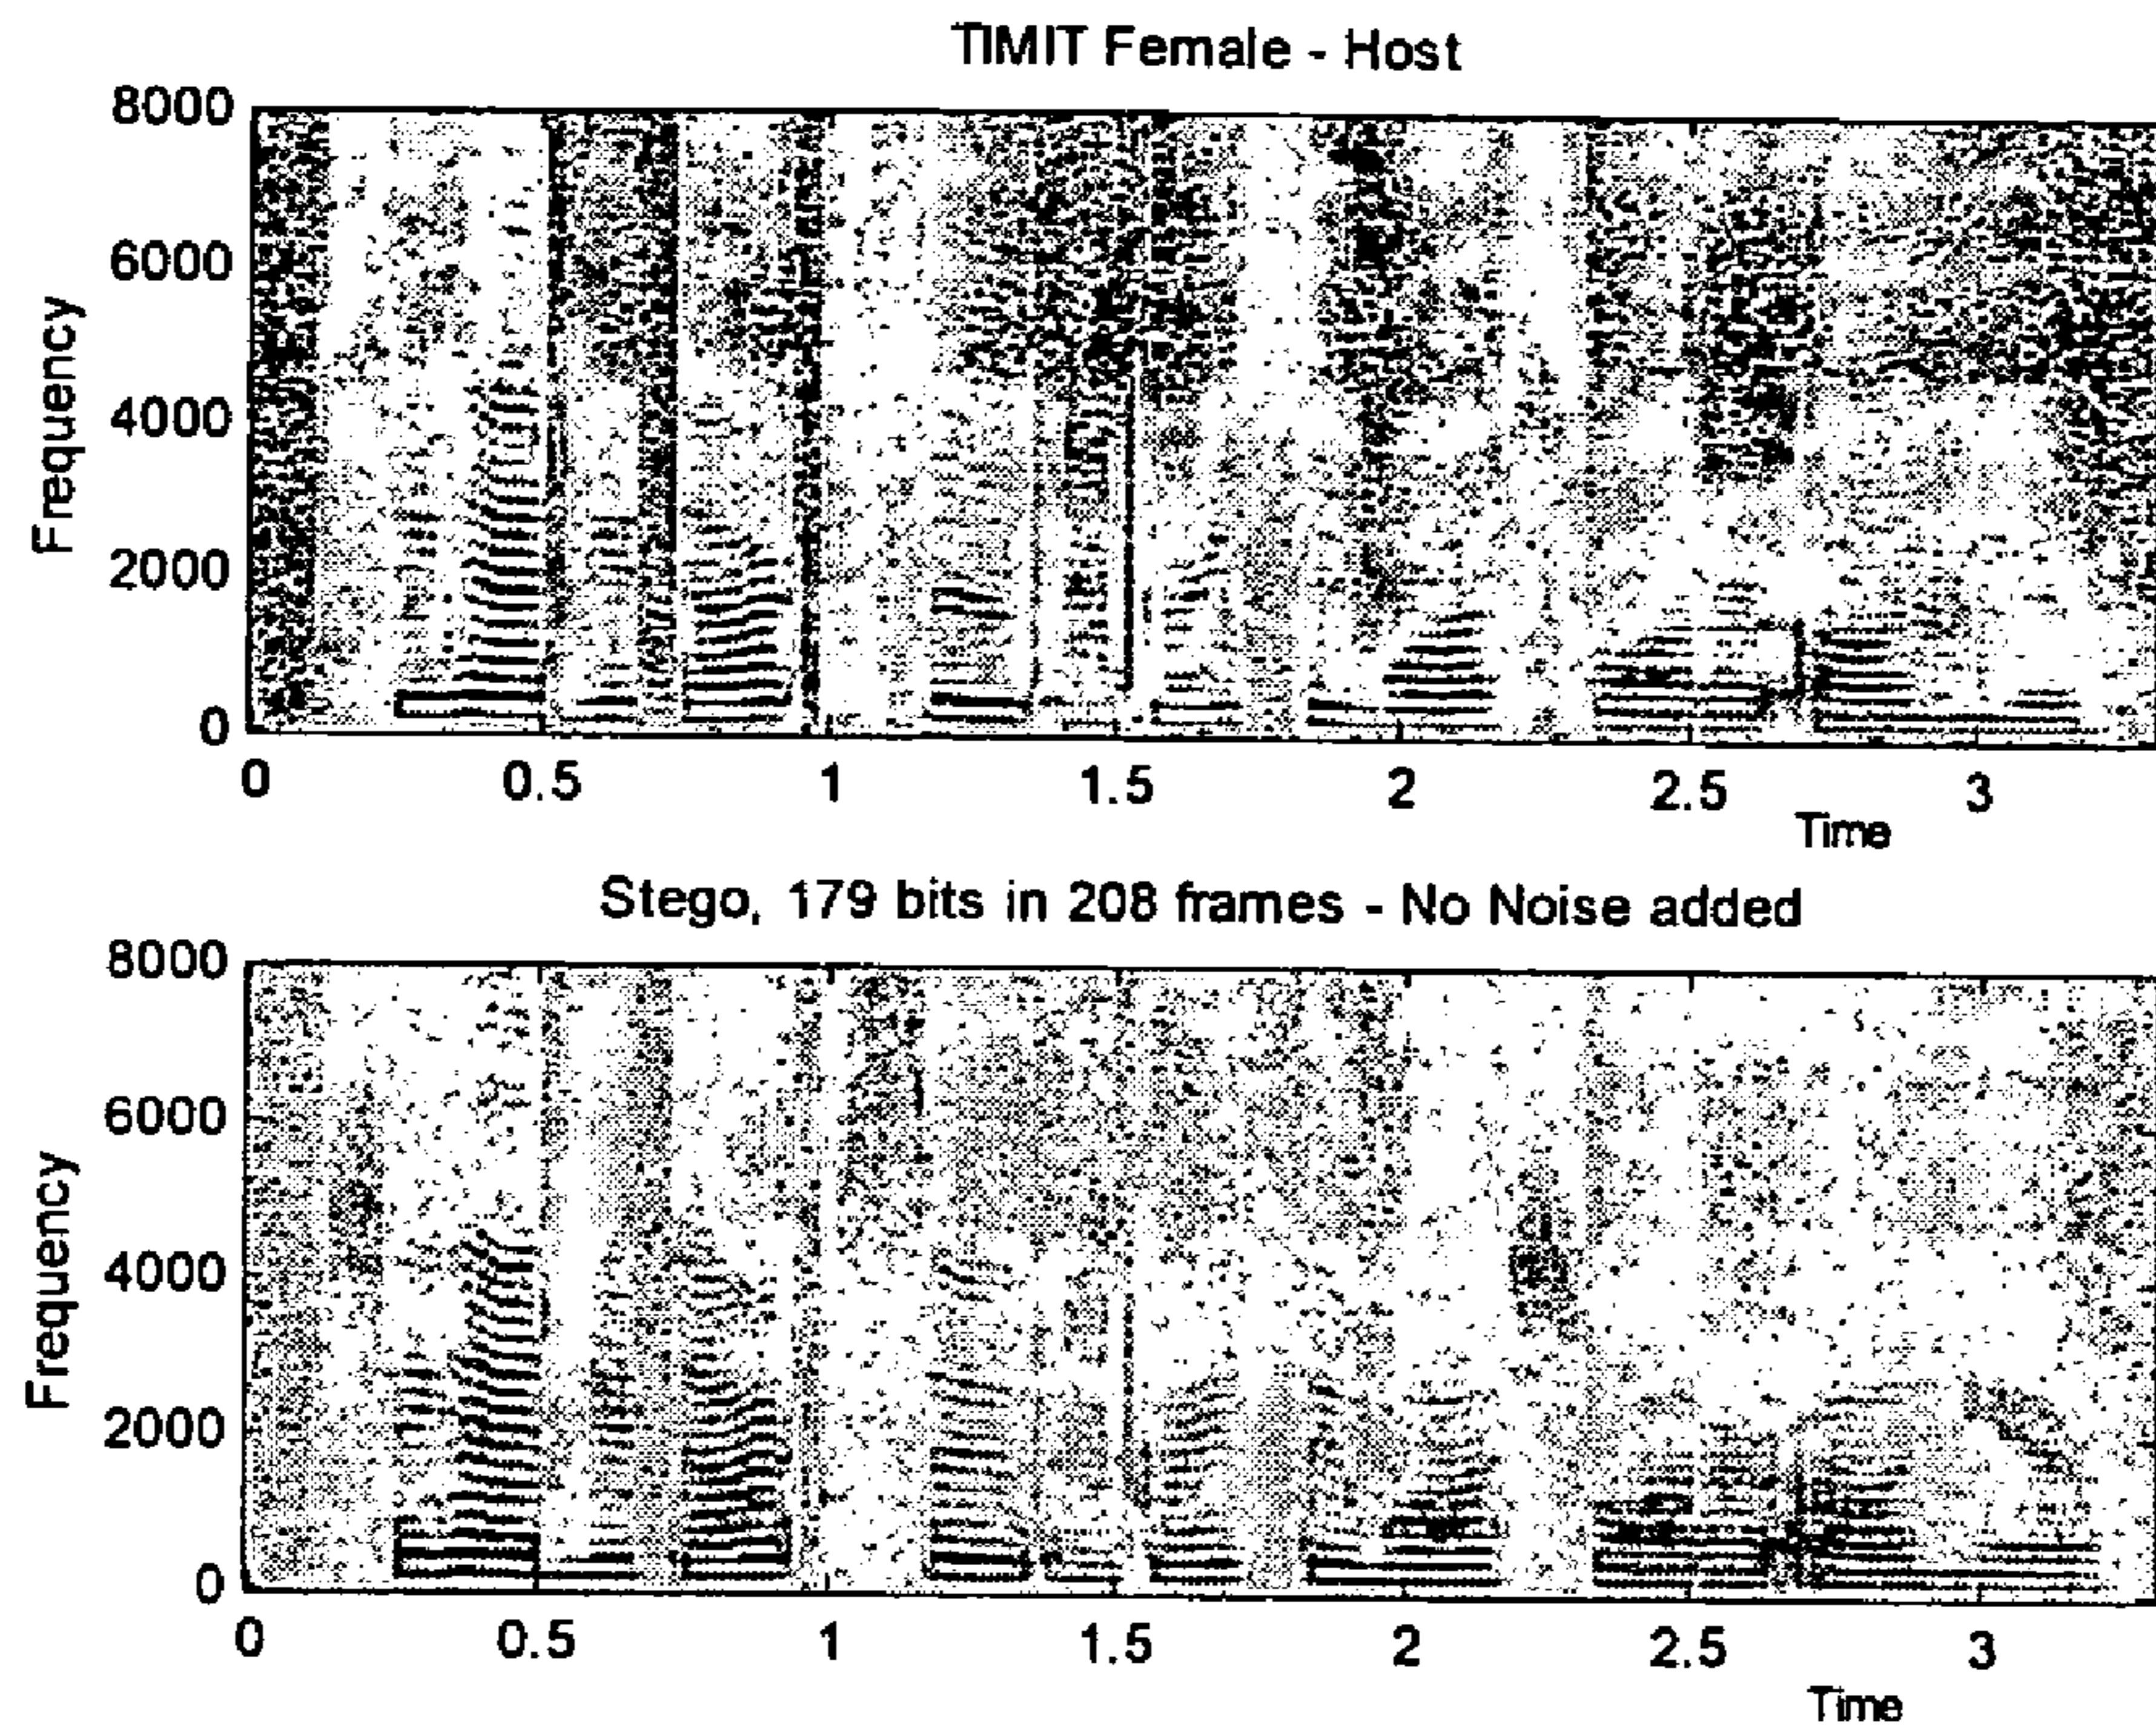 TIMIT Female - Host
8000
6000
4000
2000
0
Frequency
0 0.5 1 1.5 2 2.5 3
Time
Stego, 179 bits in 208 frames - No Noise added
8000
6000
4000
2000
0
Frequency
0 0.5 1 1.5 2 2.5 3
Time